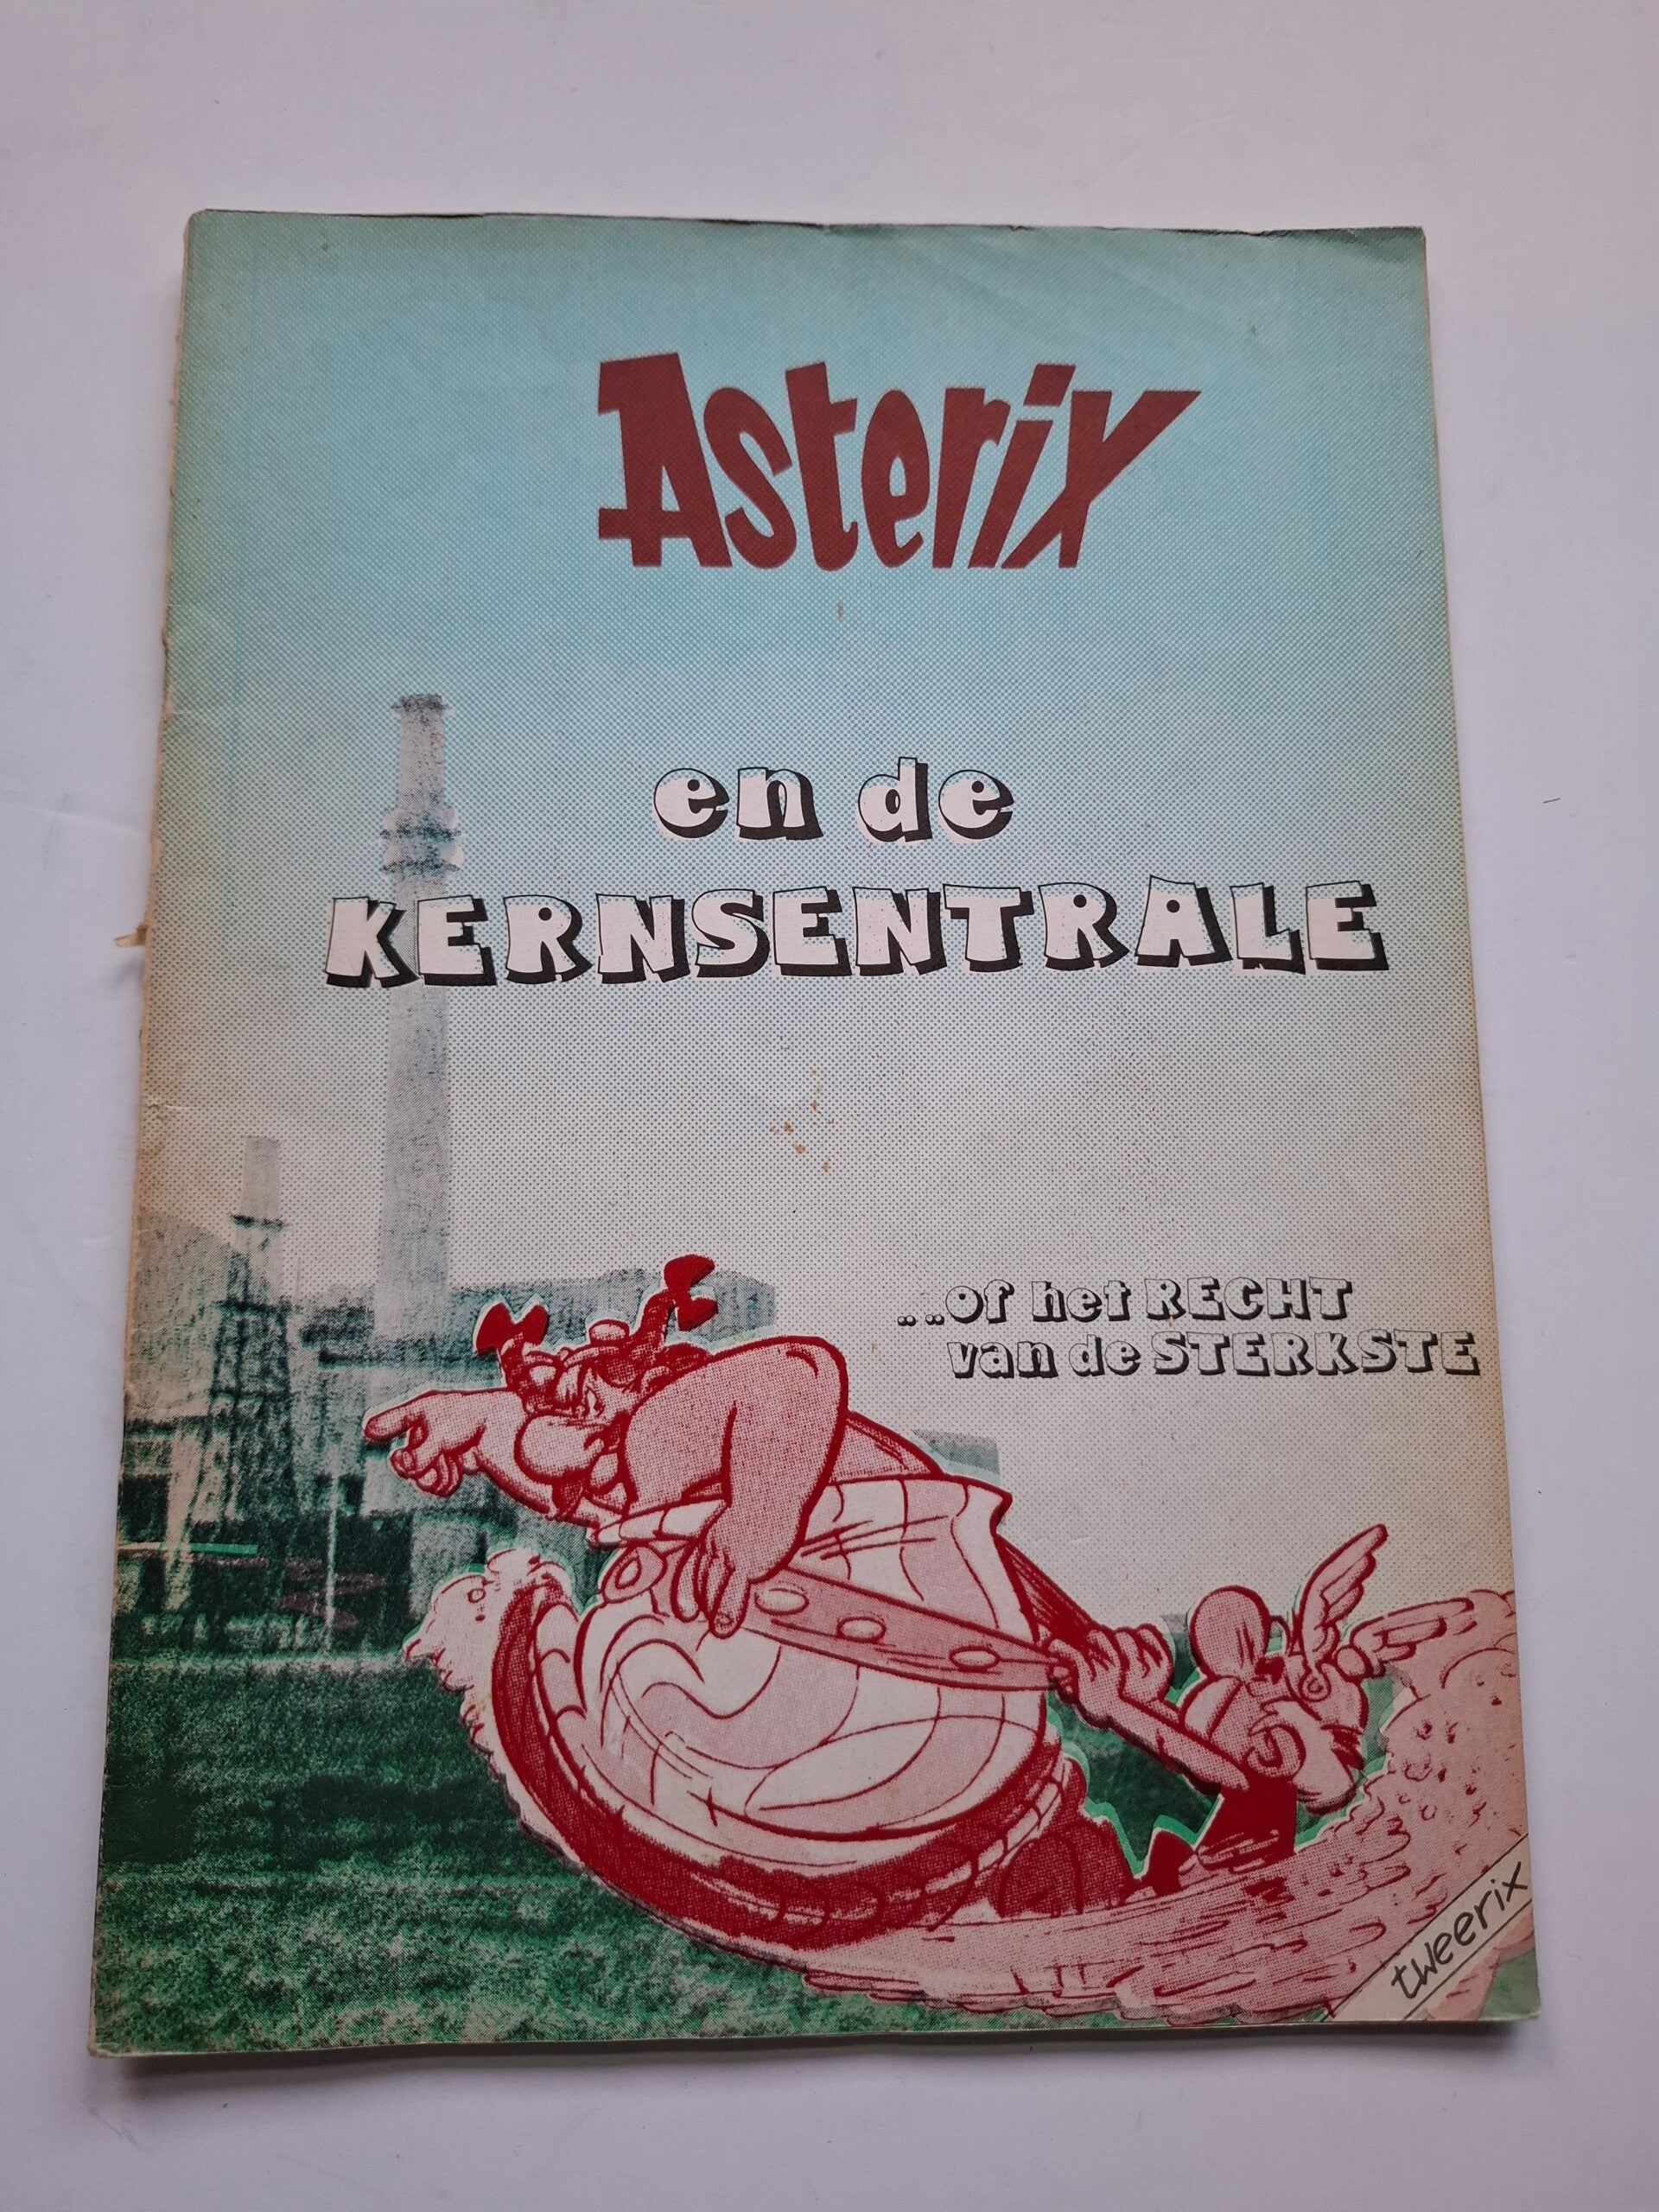 Asterix
en de
KERNSENTRALE
....of het RECHT
van de STERKSTE
tweerix